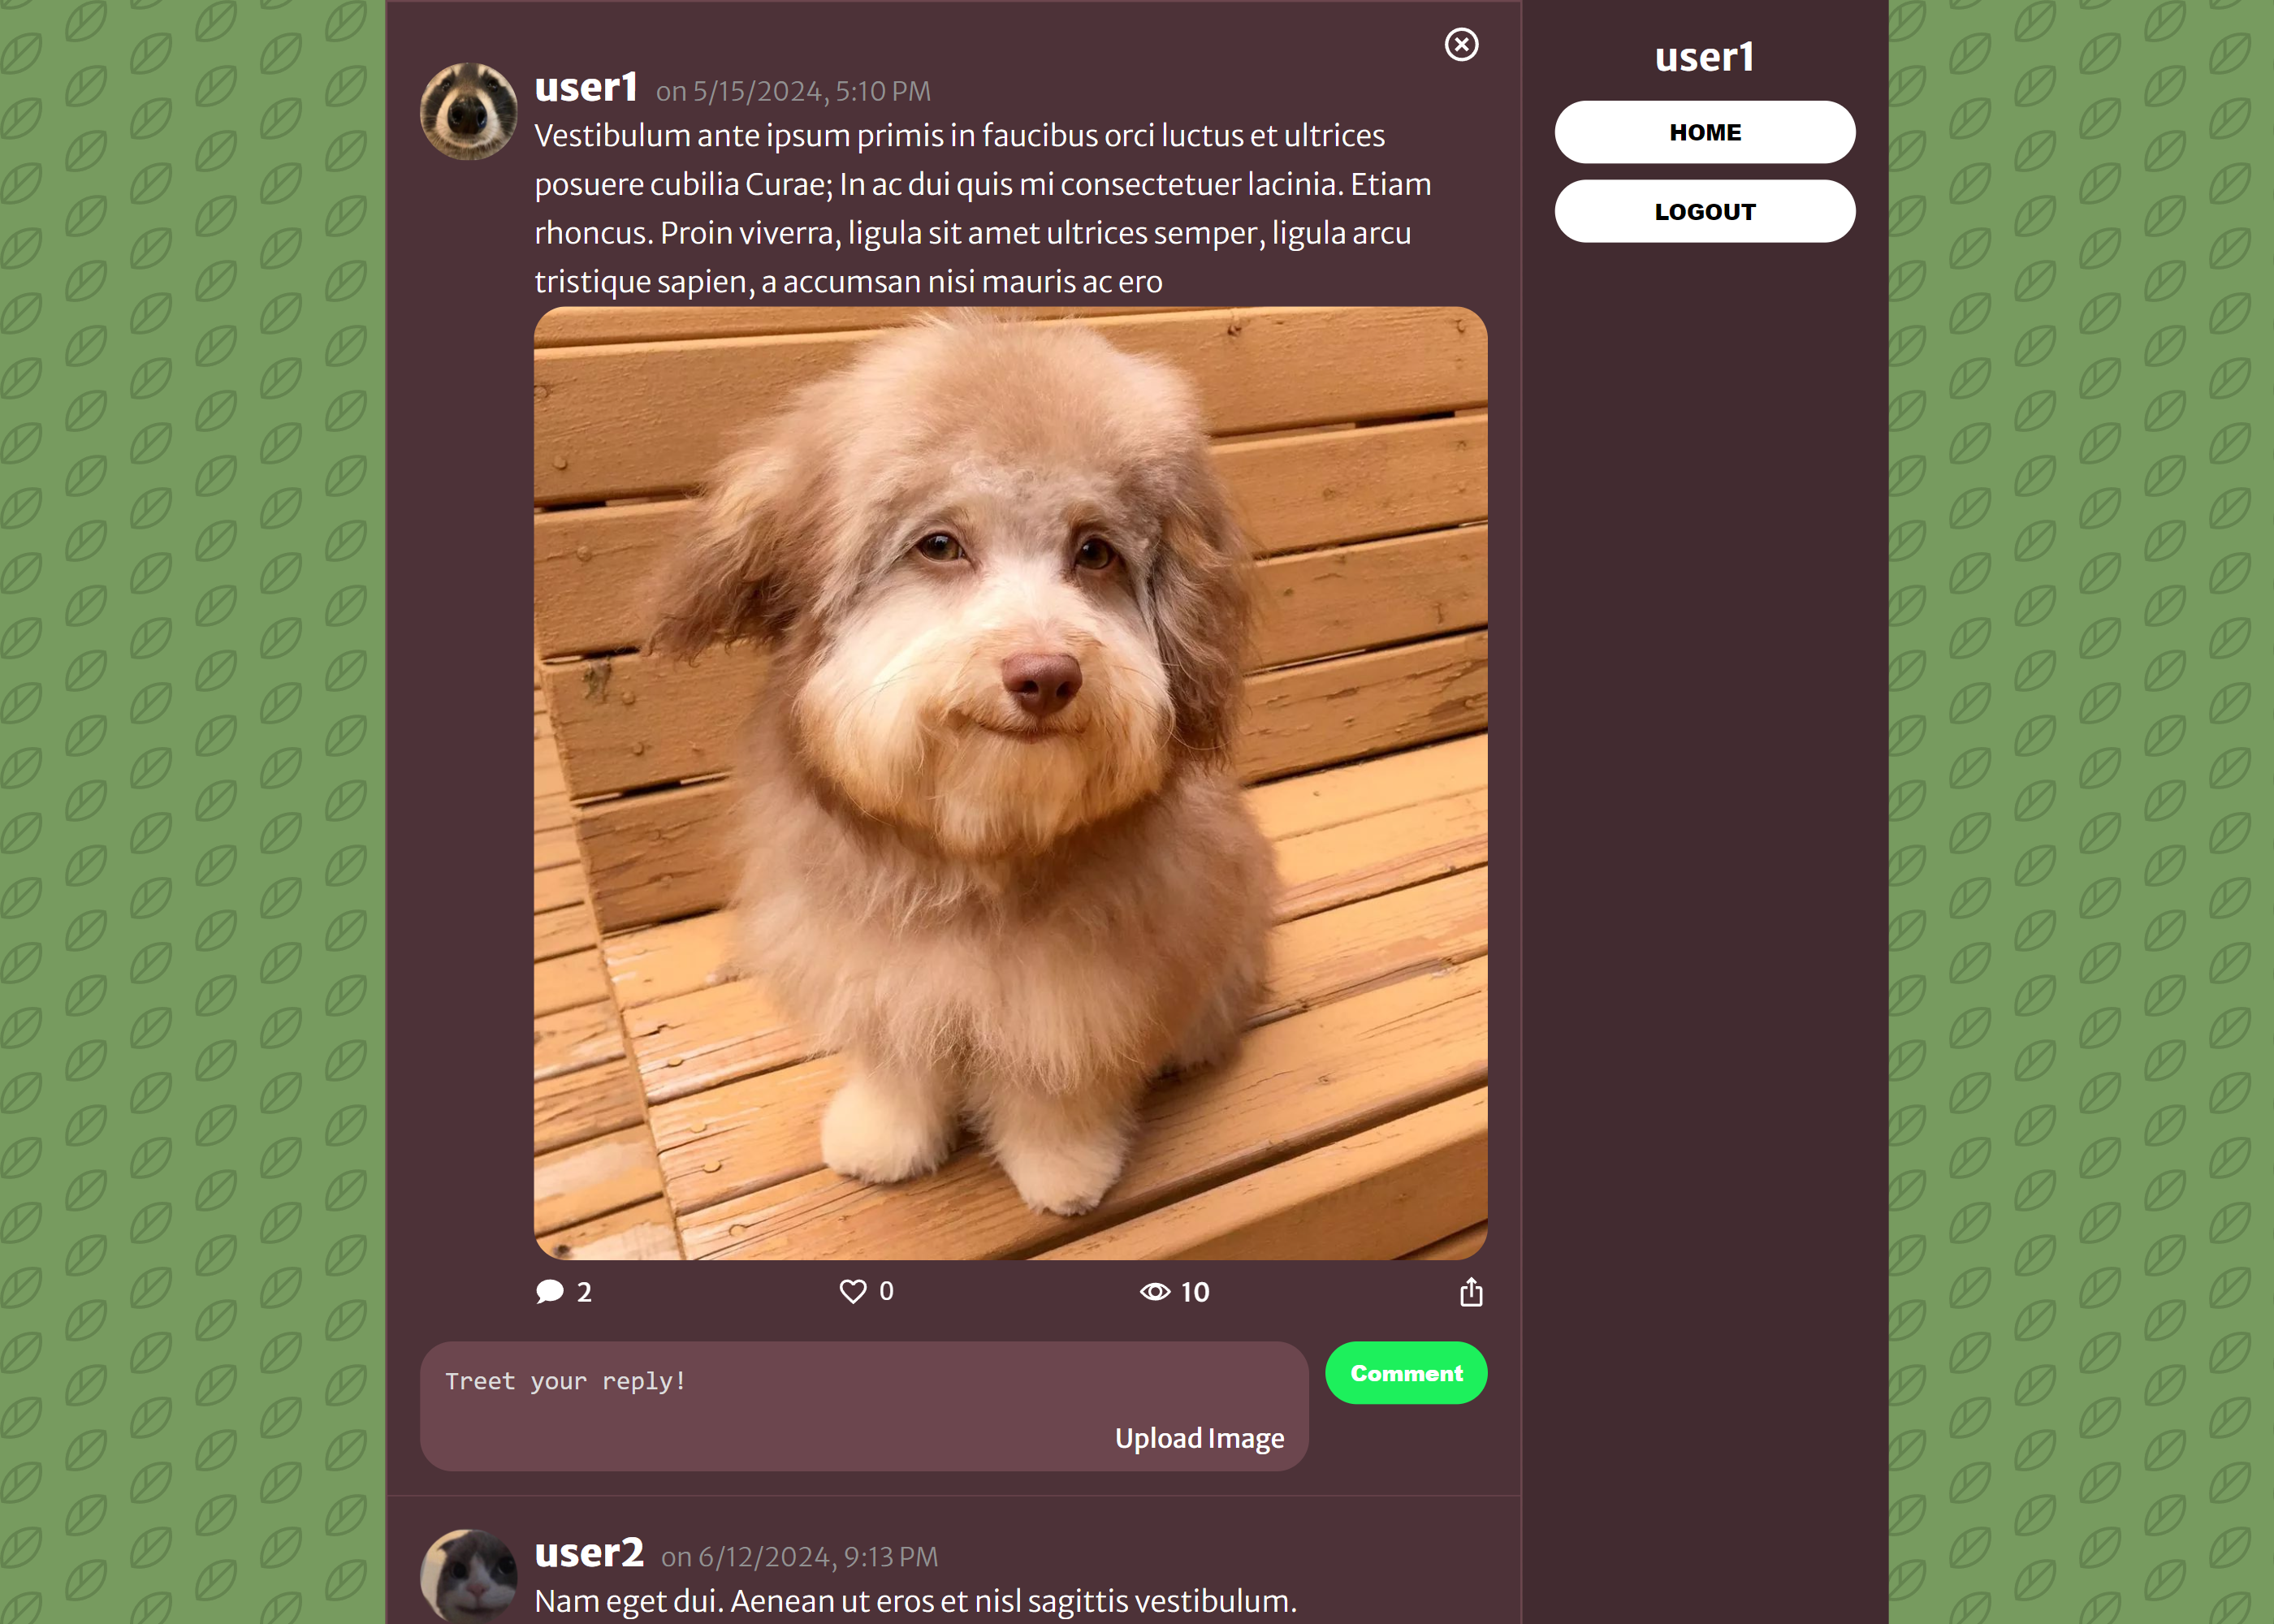 user1 on 5/15/2024, 5:10 PM
Vestibulum ante ipsum primis in faucibus orci luctus et ultrices
posuere cubilia Curae; In ac dui quis mi consectetuer lacinia. Etiam
rhoncus. Proin viverra, ligula sit amet ultrices semper, ligula arcu
tristique sapien, a accumsan nisi mauris ac ero
2 0 10
Treet your reply!
Upload Image
Comment
user2 on 6/12/2024, 9:13 PM
Nam eget dui. Aenean ut eros et nisl sagittis vestibulum.
user1
HOME
LOGOUT